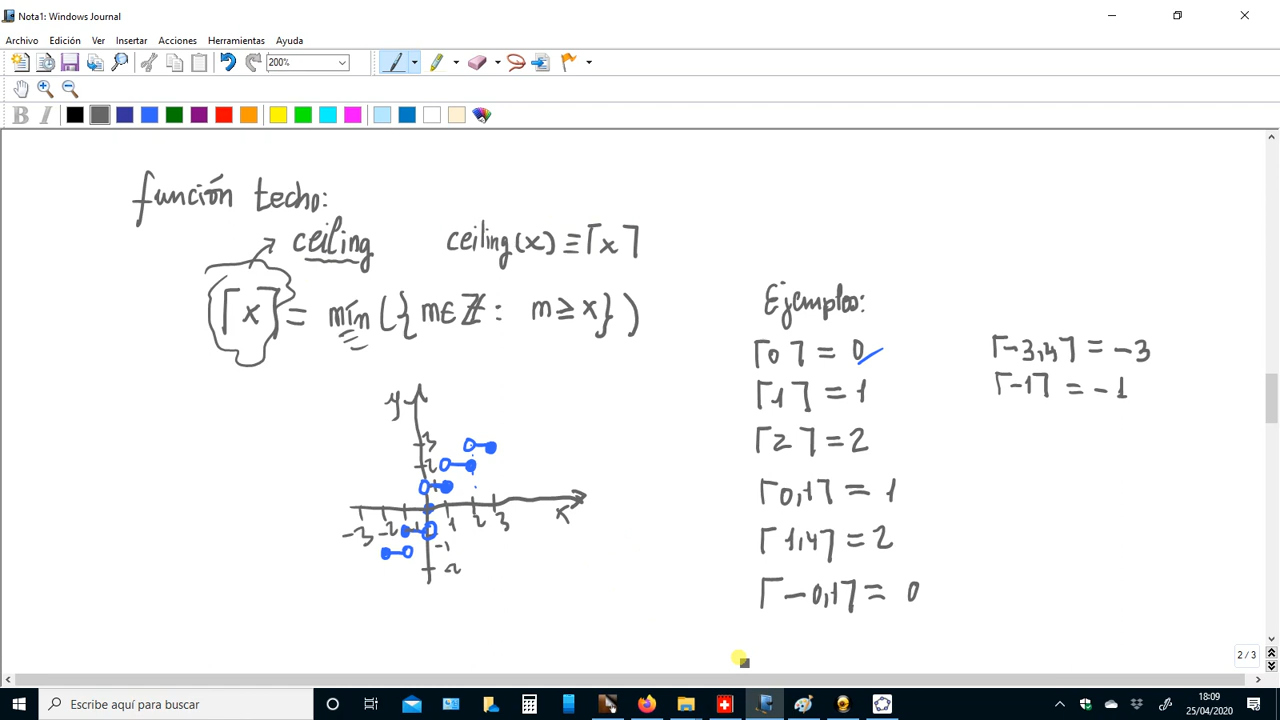 Nota1: Windows Journal
Archivo Edición Ver Insertar Acciones Herramientas Ayuda
200%
B I
función techo:
ceiling ceiling(x) ≡ ⌈x⌉
⌈x⌉ = mín({m∈ℤ: m≥x})
Ejemplos:
⌈0⌉ = 0
⌈1⌉ = 1
⌈2⌉ = 2
⌈0,1⌉ = 1
⌈1,4⌉ = 2
⌈-0,1⌉ = 0
⌈-3,4⌉ = -3
⌈-1⌉ = -1
y
3
2
-3 -2 -1 1 2 3 x
-1
-2
2 / 3
Escribe aquí para buscar
18:09
25/04/2020